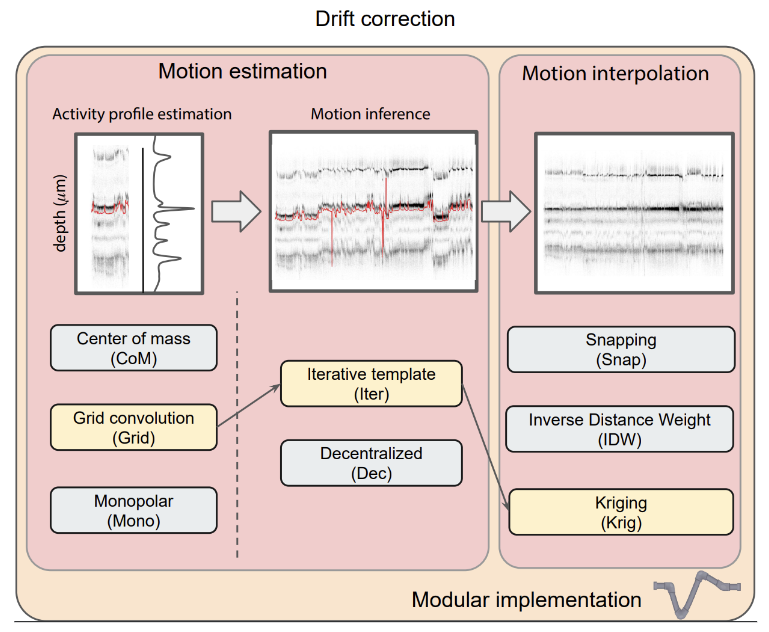 Drift correction
Motion estimation
Motion interpolation
Activity profile estimation
Motion inference
depth (μm)
Center of mass
(CoM)
Grid convolution
(Grid)
Monopolar
(Mono)
Iterative template
(Iter)
Decentralized
(Dec)
Snapping
(Snap)
Inverse Distance Weight
(IDW)
Kriging
(Krig)
Modular implementation